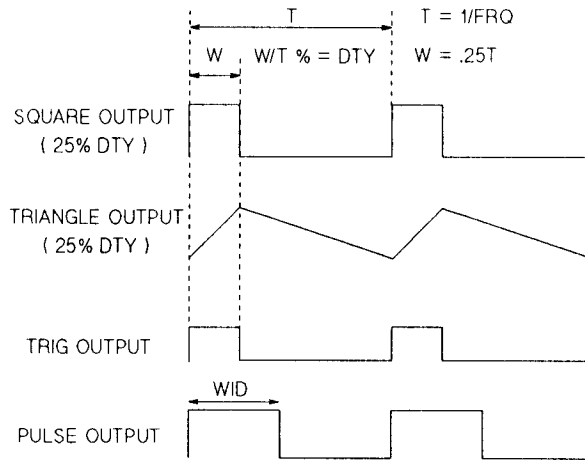 T T = 1/FRQ
W W/T % = DTY W = .25T
SQUARE OUTPUT
( 25% DTY )
TRIANGLE OUTPUT
( 25% DTY )
TRIG OUTPUT
WID
PULSE OUTPUT